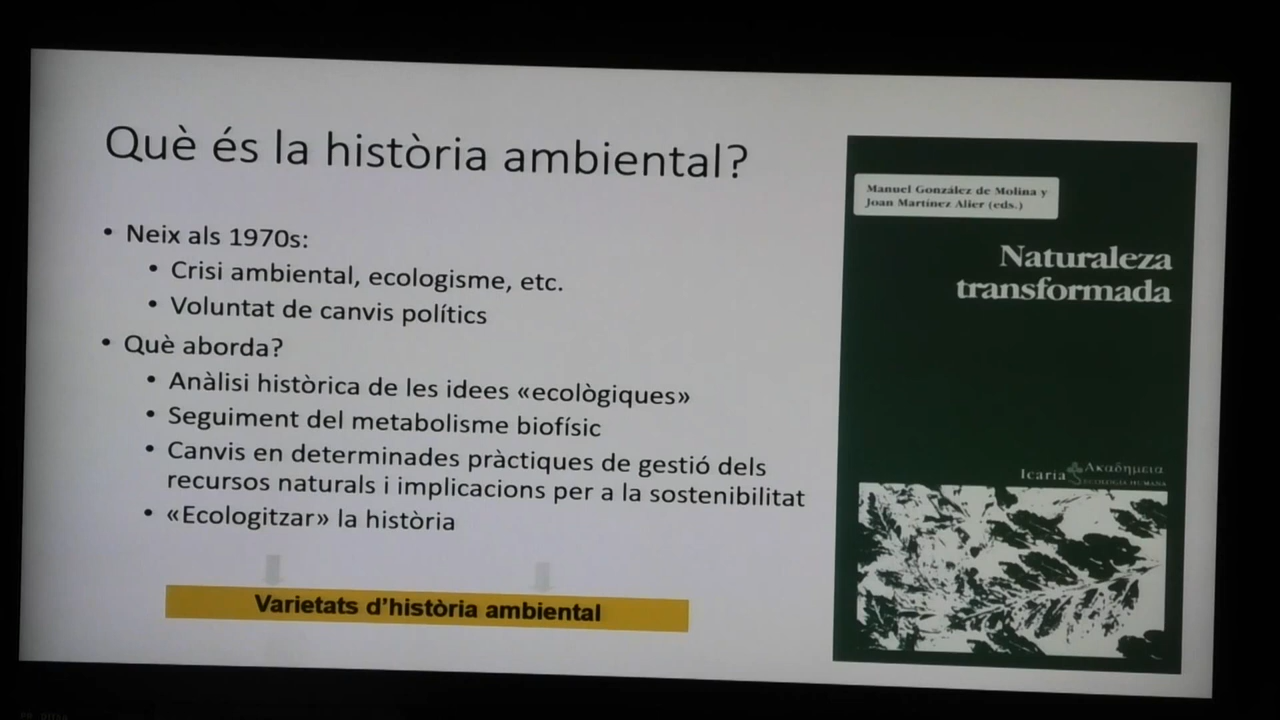 Què és la història ambiental?
• Neix als 1970s:
• Crisi ambiental, ecologisme, etc.
• Voluntat de canvis polítics
• Què aborda?
• Anàlisi històrica de les idees «ecològiques»
• Seguiment del metabolisme biofísic
• Canvis en determinades pràctiques de gestió dels
recursos naturals i implicacions per a la sostenibilitat
• «Ecologitzar» la història
Varietats d'història ambiental
Manuel González de Molina y
Joan Martínez Alier (eds.)
Naturaleza
transformada
Icaria Ακαδημεια
ECOLOGIA HUMANA